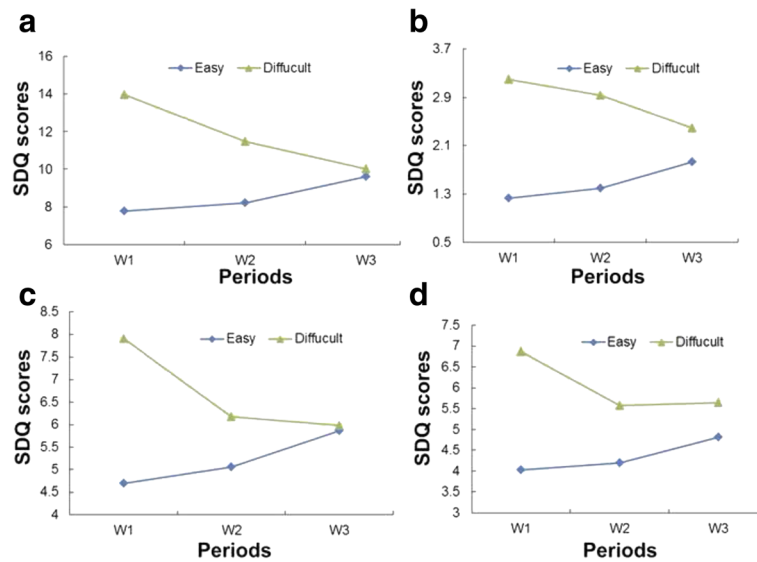 a
16
14
12
10
8
6
SDQ scores
Easy
Diffucult
W1
W2
W3
Periods
b
3.7
2.9
2.1
1.3
0.5
SDQ scores
Easy
Diffucult
W1
W2
W3
Periods
c
8.5
8
7.5
7
6.5
6
5.5
5
4.5
4
SDQ scores
Easy
Diffucult
W1
W2
W3
Periods
d
7.5
7
6.5
6
5.5
5
4.5
4
3.5
3
SDQ scores
Easy
Diffucult
W1
W2
W3
Periods